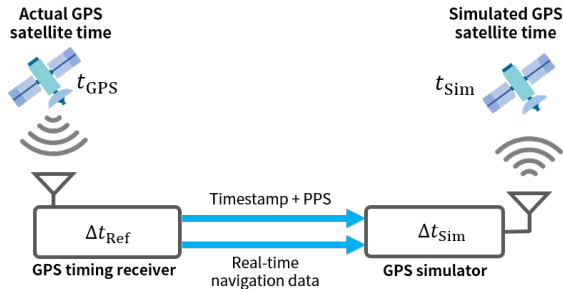 Actual GPS
satellite time
Simulated GPS
satellite time
t_GPS
t_Sim
Timestamp + PPS
Δt_Ref
Δt_Sim
Real-time
navigation data
GPS timing receiver
GPS simulator